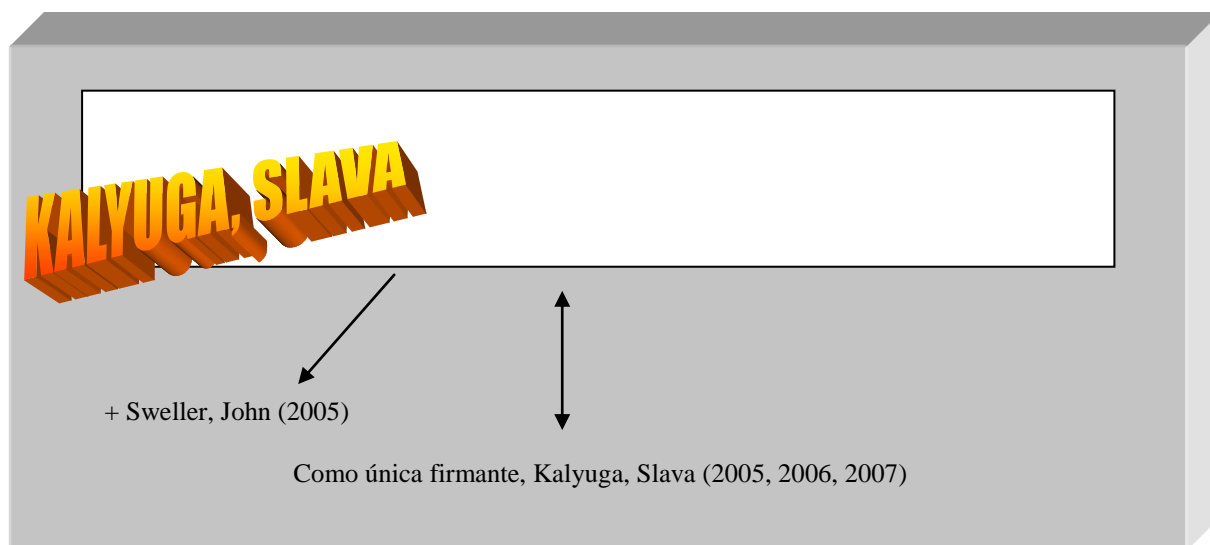 KALYUGA, SLAVA
+ Sweller, John (2005)
Como única firmante, Kalyuga, Slava (2005, 2006, 2007)